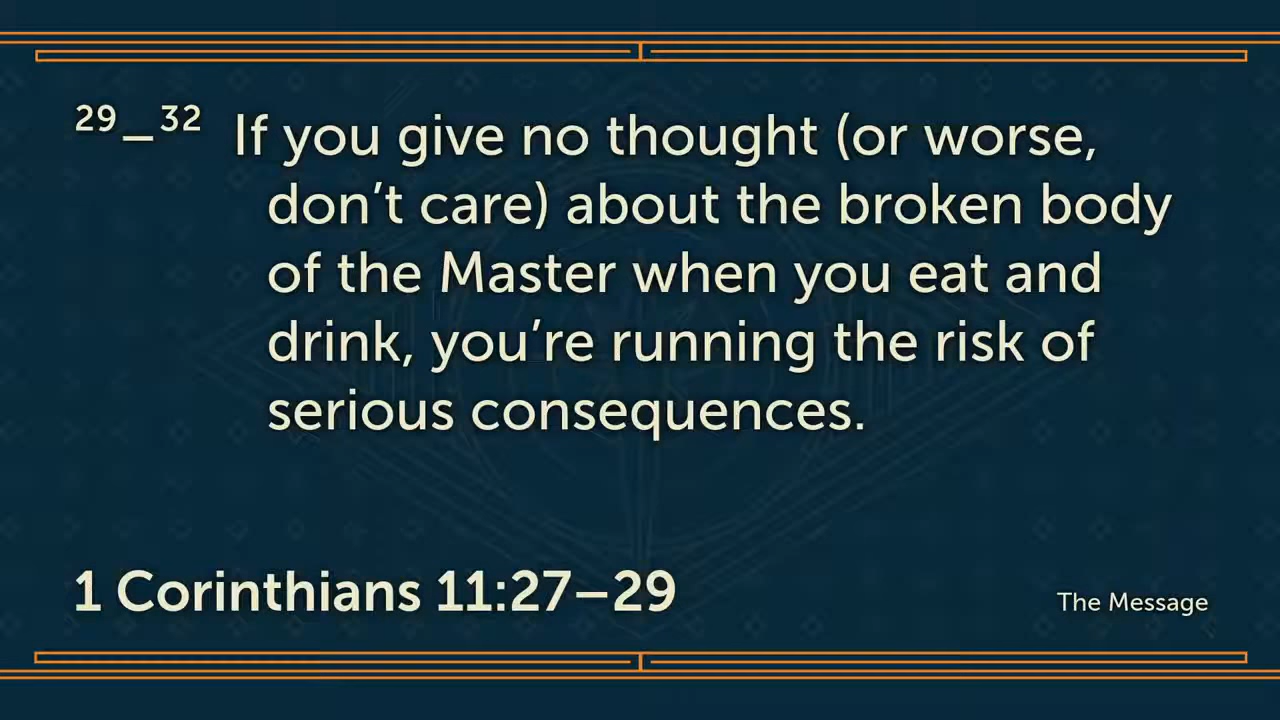 29–32 If you give no thought (or worse,
don’t care) about the broken body
of the Master when you eat and
drink, you’re running the risk of
serious consequences.
1 Corinthians 11:27–29
The Message